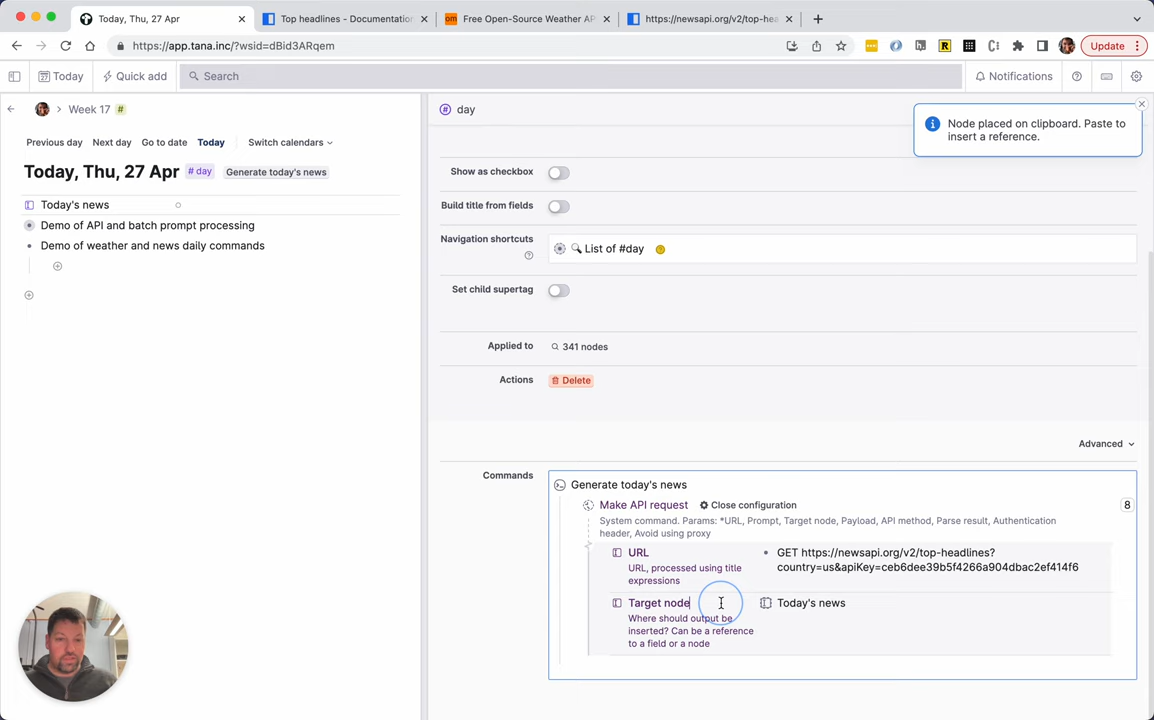 Today, Thu, 27 Apr
Top headlines - Documentatio
Free Open-Source Weather AP
https://newsapi.org/v2/top-hea
https://app.tana.inc/?wsid=dBid3ARqem
Update
Today
Quick add
Search
Notifications
Week 17 #
# day
Node placed on clipboard. Paste to
insert a reference.
Previous day Next day Go to date Today Switch calendars
Today, Thu, 27 Apr # day Generate today's news
Show as checkbox
Today's news
Build title from fields
Demo of API and batch prompt processing
Demo of weather and news daily commands
Navigation shortcuts
List of #day
Set child supertag
Applied to
341 nodes
Actions
Delete
Advanced
Commands
Generate today's news
Make API request Close configuration 8
System command. Params: *URL, Prompt, Target node, Payload, API method, Parse result, Authentication
header, Avoid using proxy
URL
URL, processed using title
expressions
GET https://newsapi.org/v2/top-headlines?
country=us&apiKey=ceb6dee39b5f4266a904dbac2ef414f6
Target node
Today's news
Where should output be
inserted? Can be a reference
to a field or a node